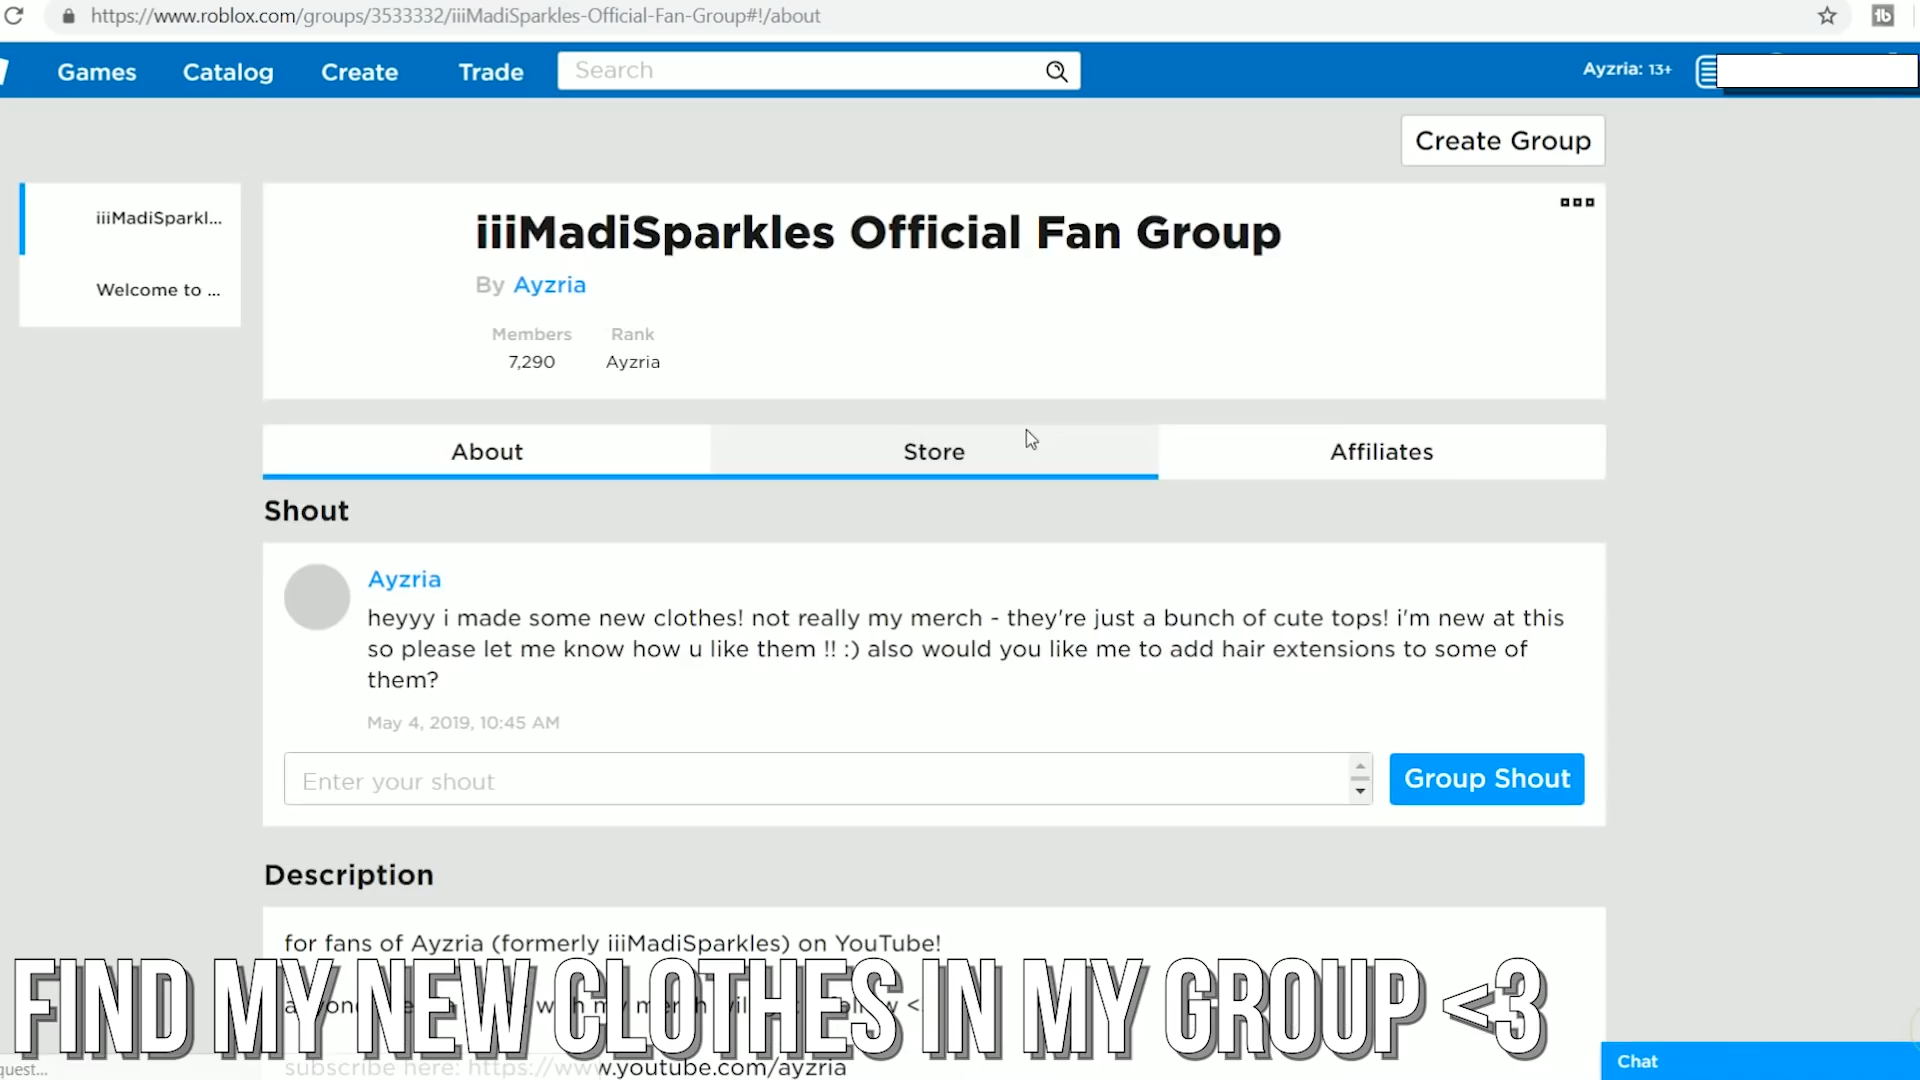 https://www.roblox.com/groups/3533332/iiiMadiSparkles-Official-Fan-Group#!/about
Games Catalog Create Trade Search Ayzria: 13+
Create Group
iiiMadiSparkl...
Welcome to ...
iiiMadiSparkles Official Fan Group
By Ayzria
Members Rank
7,290 Ayzria
About Store Affiliates
Shout
Ayzria
heyyy i made some new clothes! not really my merch - they're just a bunch of cute tops! i'm new at this
so please let me know how u like them !! :) also would you like me to add hair extensions to some of
them?
May 4, 2019, 10:45 AM
Enter your shout Group Shout
Description
for fans of Ayzria (formerly iiiMadiSparkles) on YouTube!
FIND MY NEW CLOTHES IN MY GROUP <3
subscribe here: https://www.youtube.com/ayzria
quest...
Chat